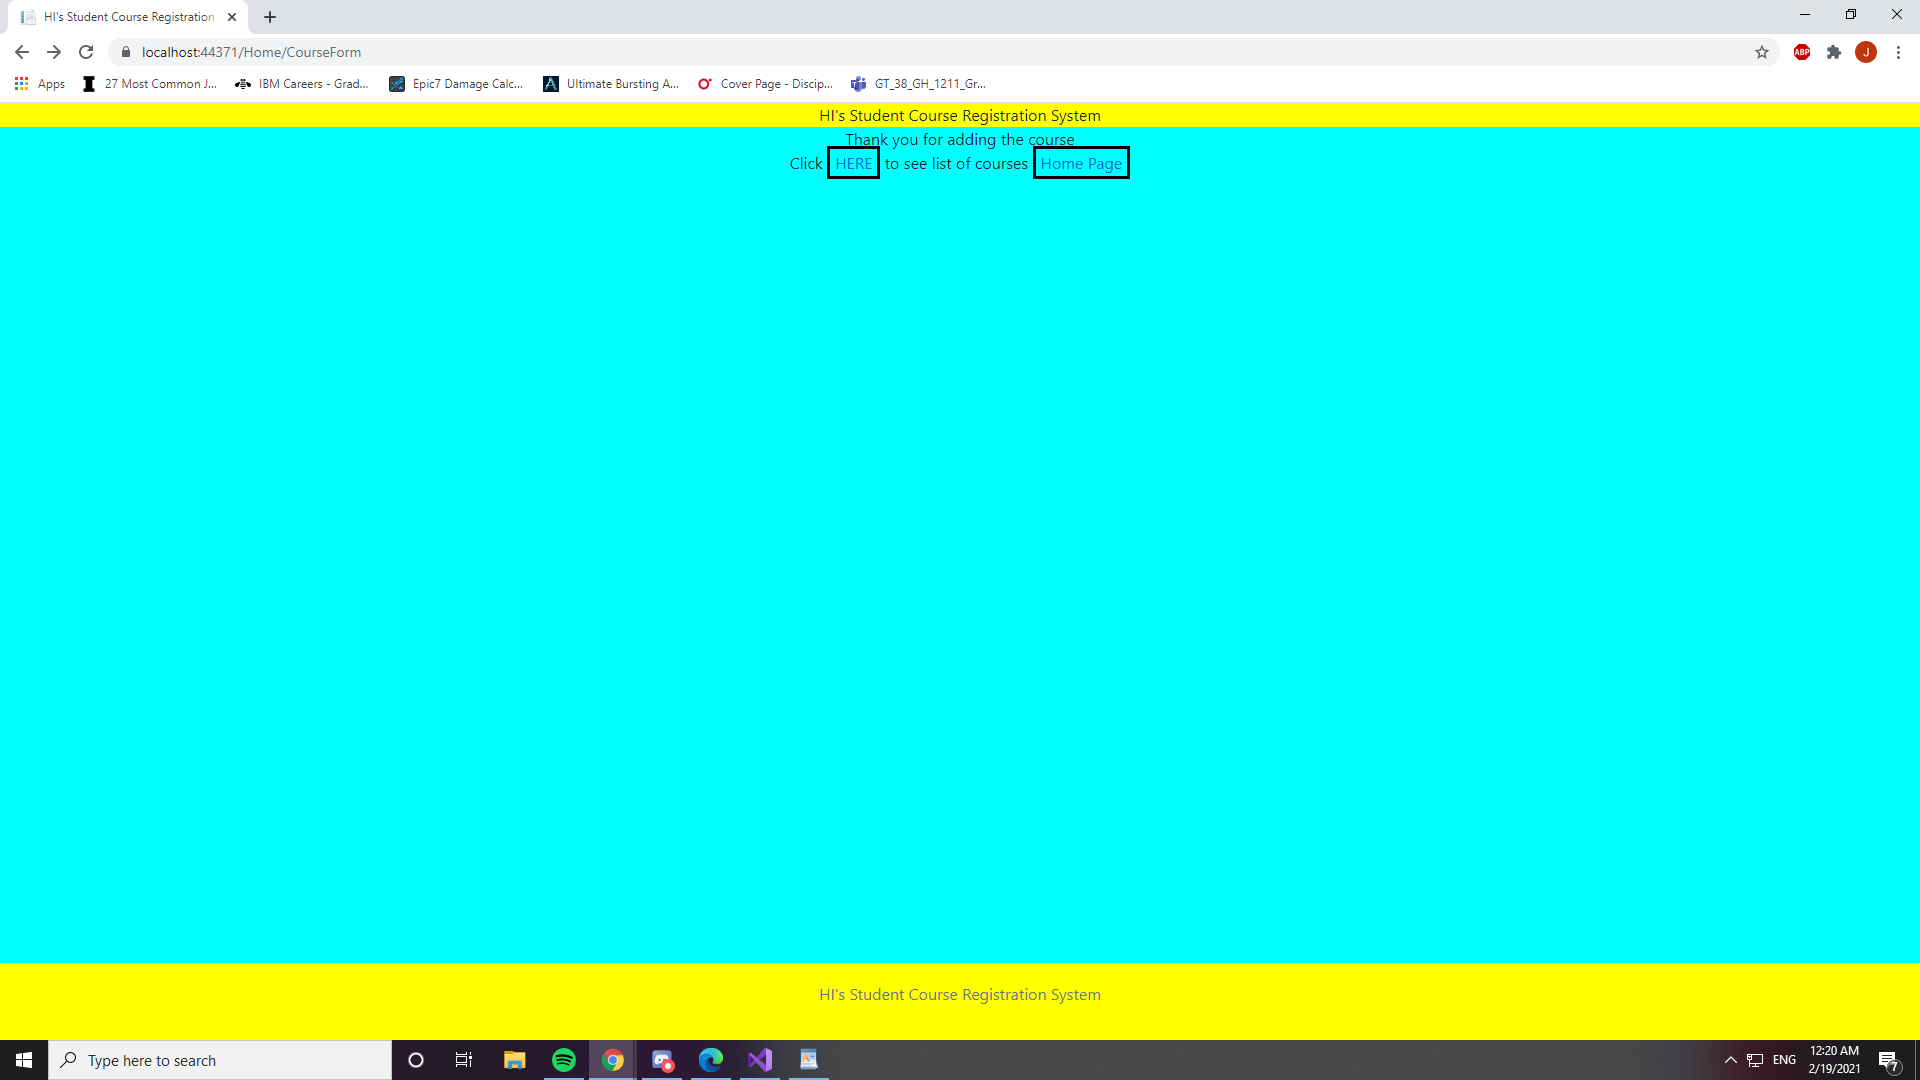 HI's Student Course Registration
localhost:44371/Home/CourseForm
ABP
J
Apps 27 Most Common J... IBM Careers - Grad... Epic7 Damage Calc... Ultimate Bursting A... Cover Page - Discip... GT_38_GH_1211_Gr...
HI's Student Course Registration System
Thank you for adding the course
Click HERE to see list of courses Home Page
HI's Student Course Registration System
Type here to search
ENG
12:20 AM
2/19/2021
7